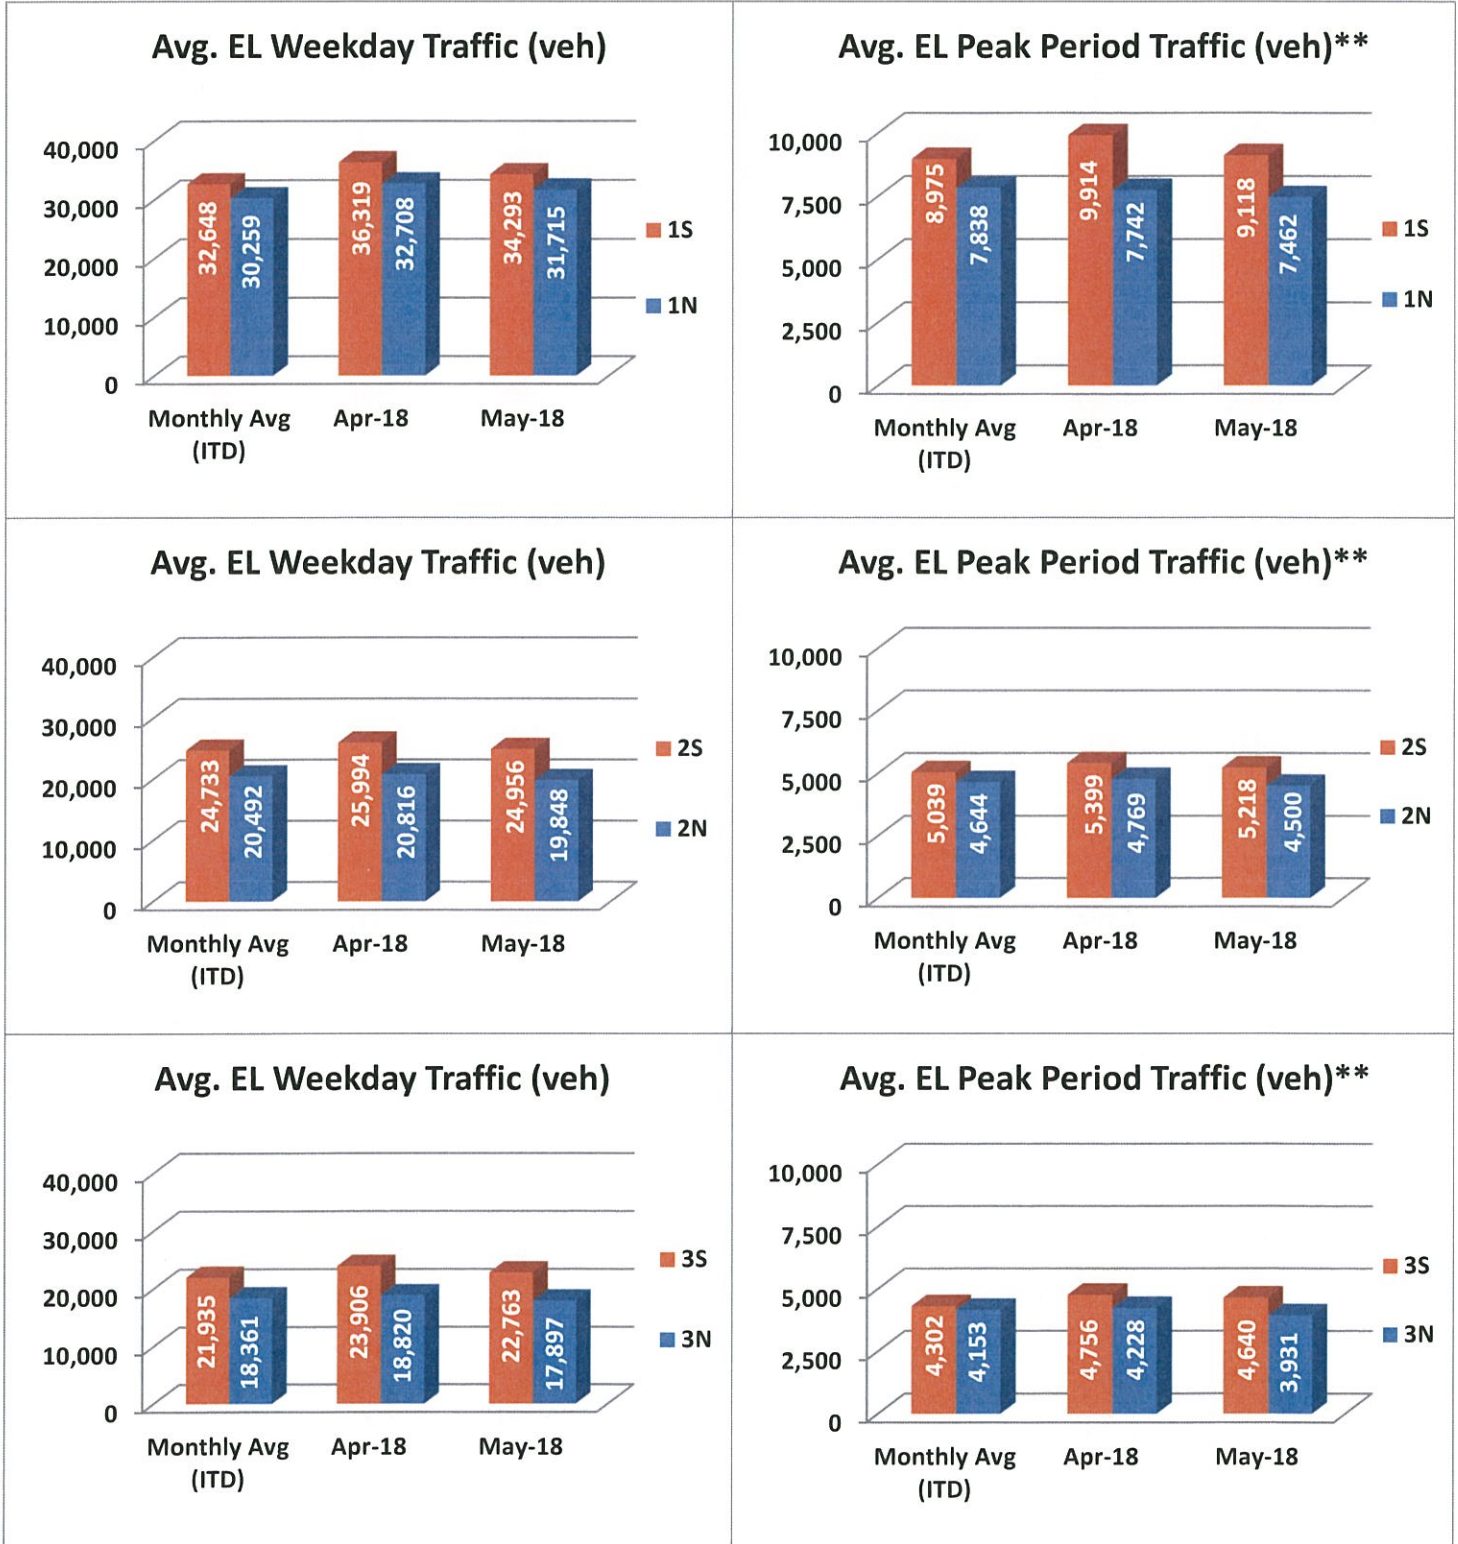 Avg. EL Weekday Traffic (veh)
40,000
30,000
20,000
10,000
0
32,648
30,259
36,319
32,708
34,293
31,715
1S
1N
Monthly Avg
(ITD)
Apr-18
May-18
Avg. EL Peak Period Traffic (veh)**
10,000
7,500
5,000
2,500
0
8,975
7,838
9,914
7,742
9,118
7,462
1S
1N
Monthly Avg
(ITD)
Apr-18
May-18
Avg. EL Weekday Traffic (veh)
40,000
30,000
20,000
10,000
0
24,733
20,492
25,994
20,816
24,956
19,848
2S
2N
Monthly Avg
(ITD)
Apr-18
May-18
Avg. EL Peak Period Traffic (veh)**
10,000
7,500
5,000
2,500
0
5,039
4,644
5,399
4,769
5,218
4,500
2S
2N
Monthly Avg
(ITD)
Apr-18
May-18
Avg. EL Weekday Traffic (veh)
40,000
30,000
20,000
10,000
0
21,935
18,361
23,906
18,820
22,763
17,897
3S
3N
Monthly Avg
(ITD)
Apr-18
May-18
Avg. EL Peak Period Traffic (veh)**
10,000
7,500
5,000
2,500
0
4,302
4,153
4,756
4,228
4,640
3,931
3S
3N
Monthly Avg
(ITD)
Apr-18
May-18